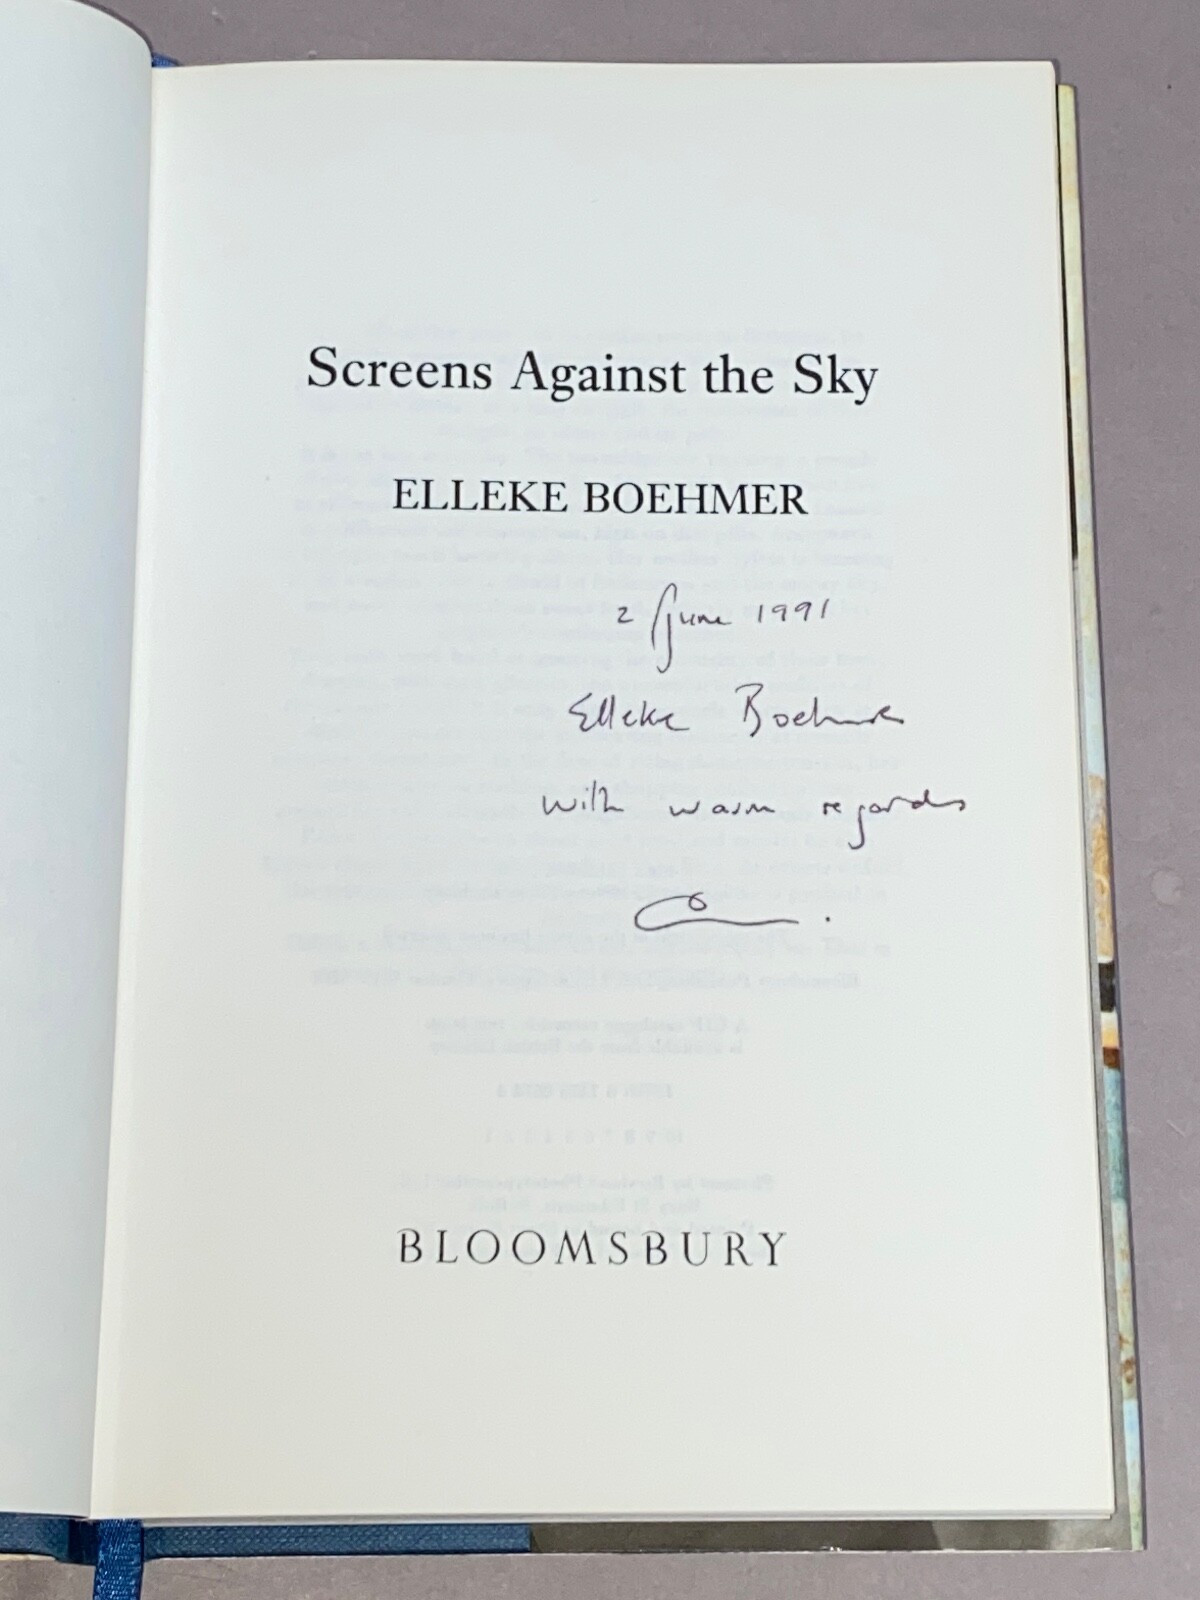 Screens Against the Sky
ELLEKE BOEHMER
2 June 1991
Elleke Boehmer
with warm regards
BLOOMSBURY